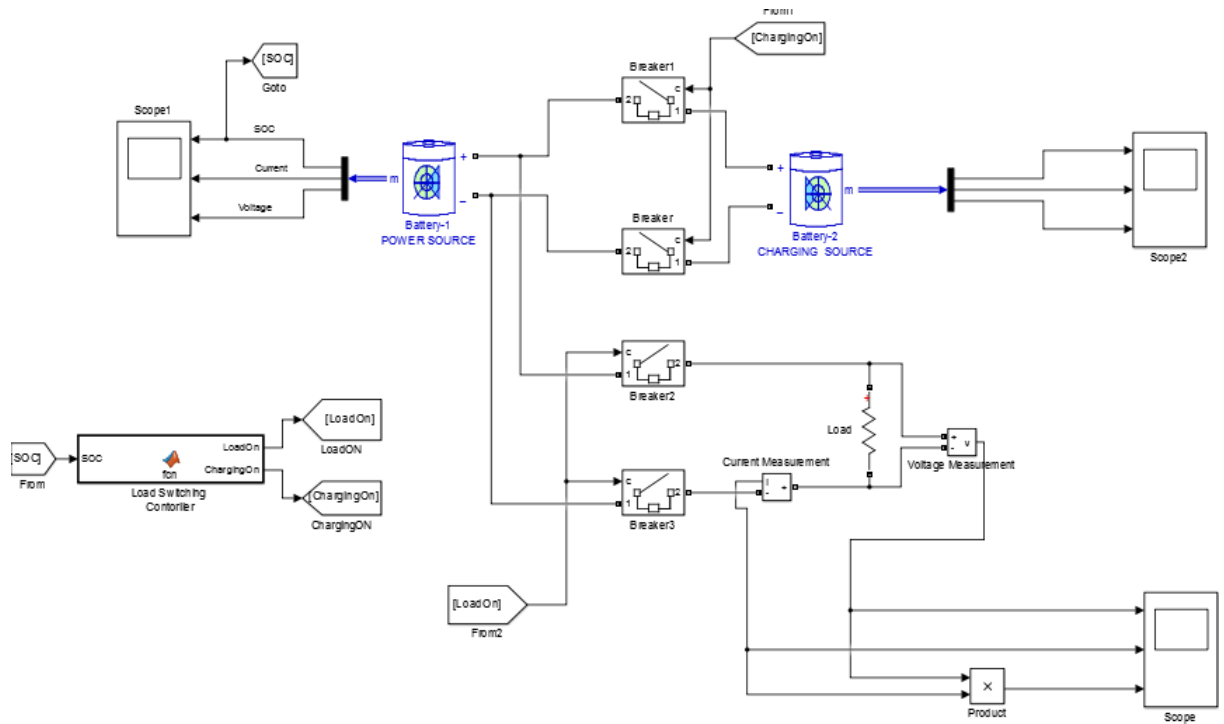 [ChargingOn]
[SOC]
Goto
Breaker1
c
2
1
Scope1
SOC
Current
Voltage
m
+
_
Battery-1
POWER SOURCE
Breaker
c
2
1
+
_
m
Battery-2
CHARGING SOURCE
Scope2
c
1
2
Breaker2
Load
+
[LoadOn]
LoadON
[SOC]
From
SOC
fcn
LoadOn
ChargingOn
Load Switching
Contorller
[ChargingOn]
ChargingON
c
1
2
Breaker3
Current Measurement
i
+
-
+
-
v
Voltage Measurement
[LoadOn]
From2
×
Product
Scope